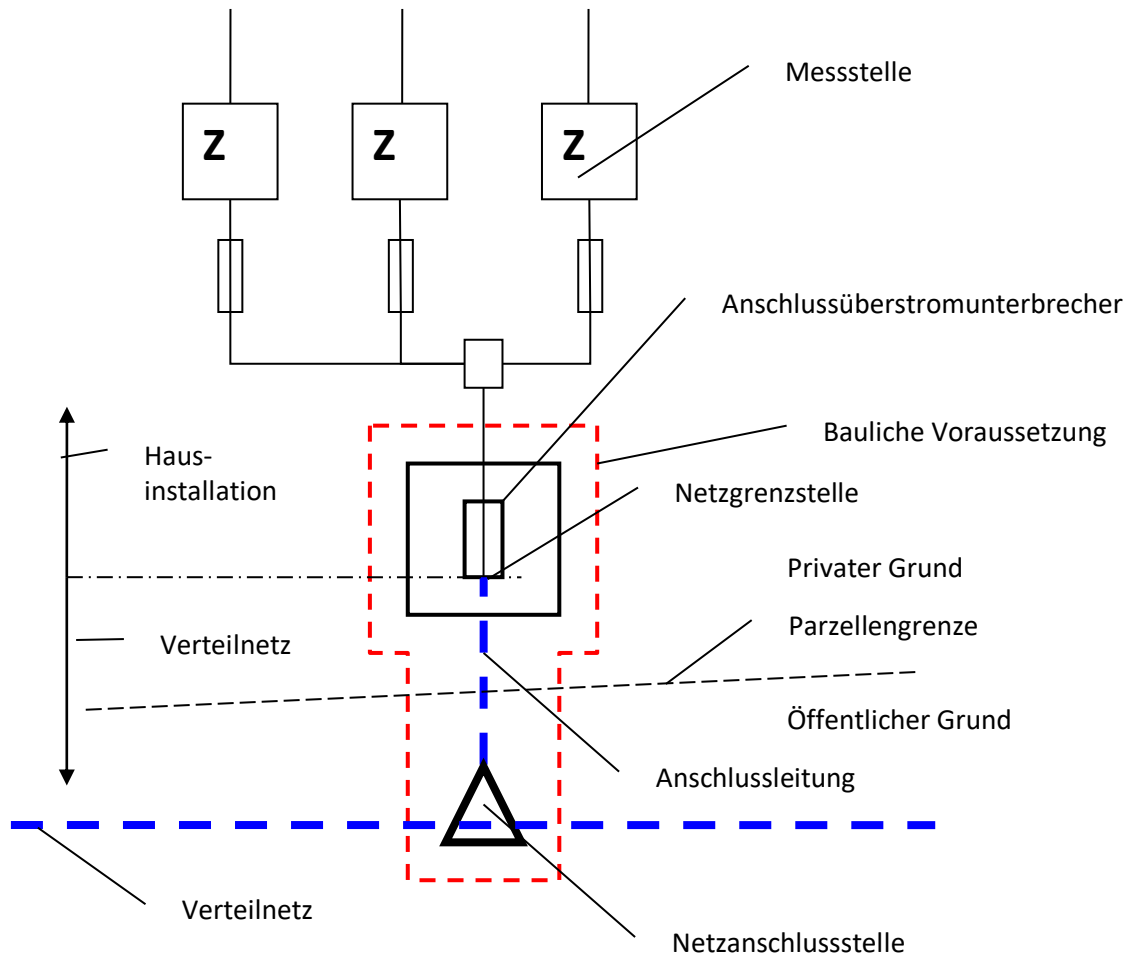 Messstelle
Z
Z
Z
Anschlussüberstromunterbrecher
Bauliche Voraussetzung
Haus-
installation
Netzgrenzstelle
Privater Grund
Parzellengrenze
Verteilnetz
Öffentlicher Grund
Anschlussleitung
Verteilnetz
Netzanschlussstelle